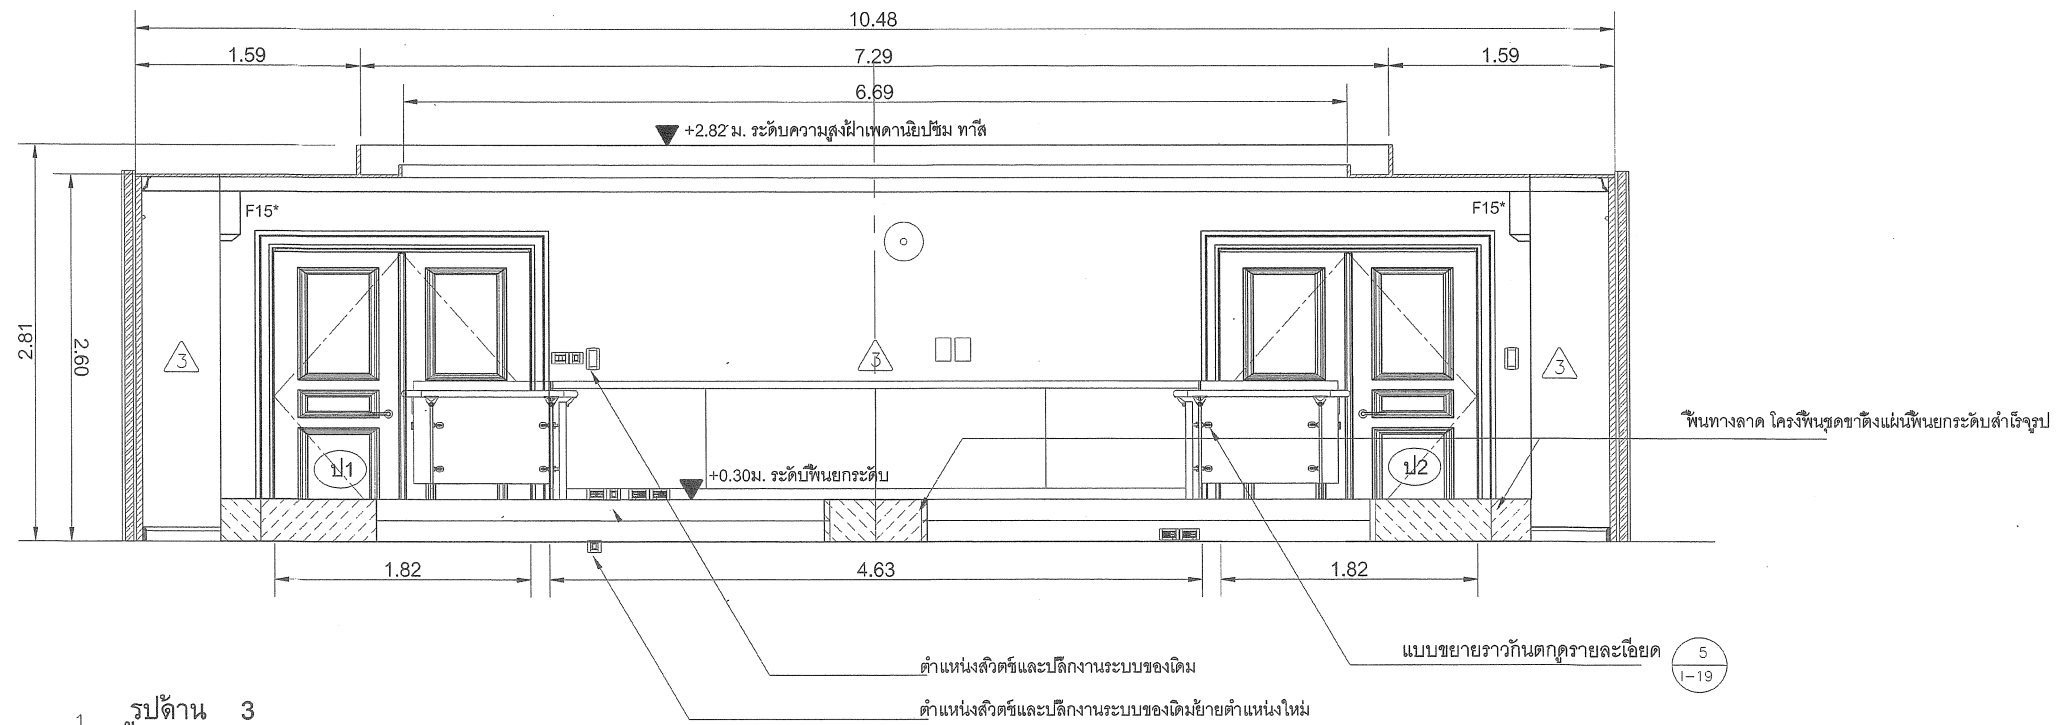 10.48
1.59 7.29 1.59
6.69
+2.82 ม. ระดับความสูงฝ้าเพดานยิปซัม ทาสี
F15* F15*
2.81
2.60
3 3 3
พื้นทางลาด โครงพื้นชุดขาตั้งแผ่นพื้นยกระดับสำเร็จรูป
ป1 ป2
+0.30ม. ระดับพื้นยกระดับ
1.82 4.63 1.82
แบบขยายราวกันตกดูรายละเอียด 5
I-19
ตำแหน่งสวิตช์และปลั๊กงานระบบของเดิม
ตำแหน่งสวิตช์และปลั๊กงานระบบของเดิมย้ายตำแหน่งใหม่
1 รูปด้าน 3